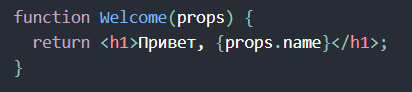 function Welcome(props) {
  return <h1>Привет, {props.name}</h1>;
}